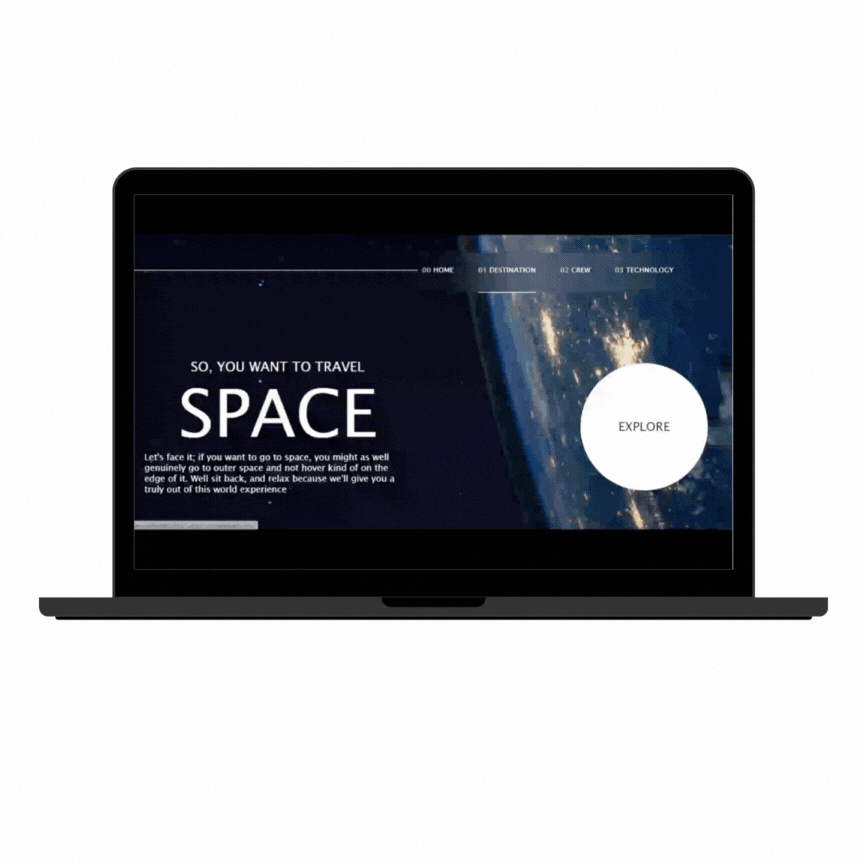 00 HOME 01 DESTINATION 02 CREW 03 TECHNOLOGY
SO, YOU WANT TO TRAVEL
SPACE
EXPLORE
Let's face it; if you want to go to space, you might as well
genuinely go to outer space and not hover kind of on the
edge of it. Well sit back, and relax because we'll give you a
truly out of this world experience